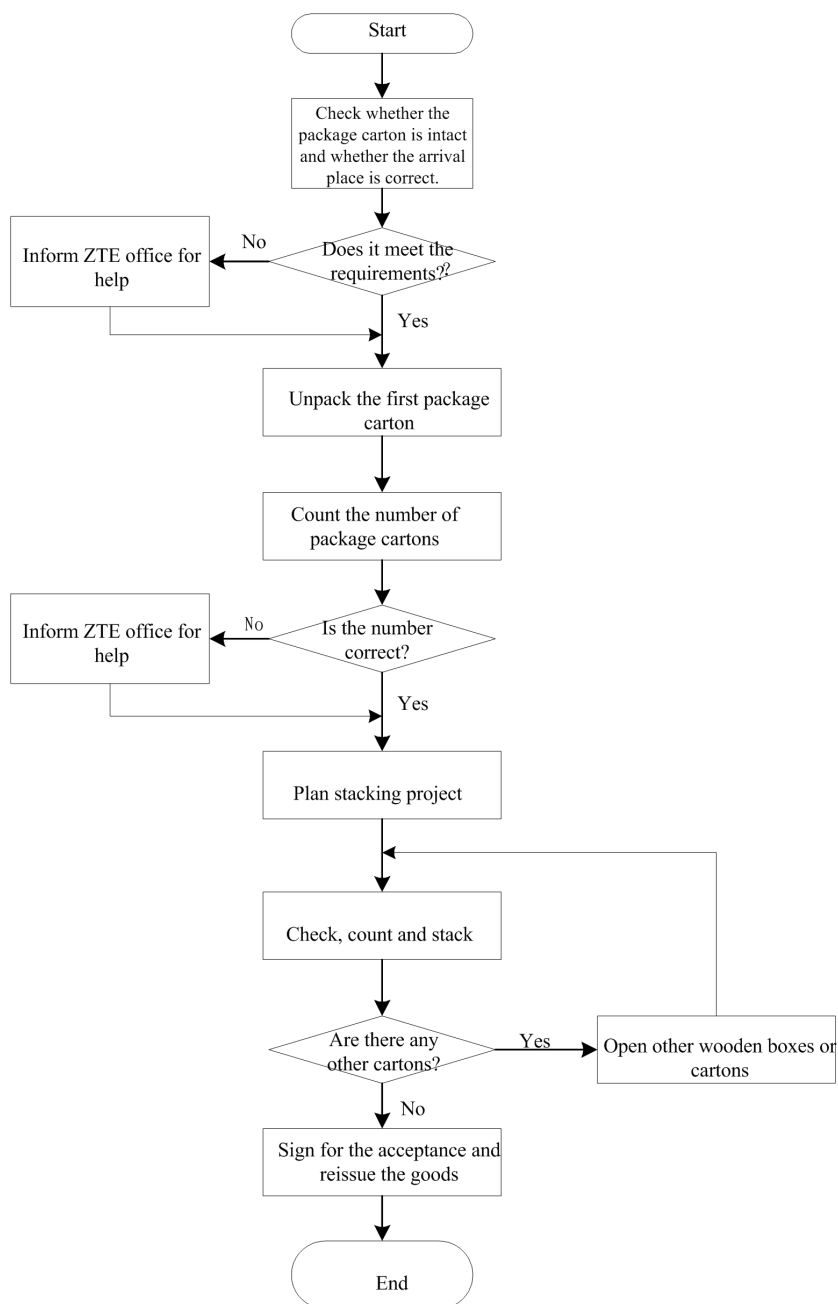 Start
Check whether the
package carton is intact
and whether the arrival
place is correct.
No
Inform ZTE office for
help
Does it meet the
requirements??
Yes
Unpack the first package
carton
Count the number of
package cartons
Inform ZTE office for
help
No
Is the number
correct?
Yes
Plan stacking project
Check, count and stack
Are there any
other cartons?
Yes
Open other wooden boxes or
cartons
No
Sign for the acceptance and
reissue the goods
End